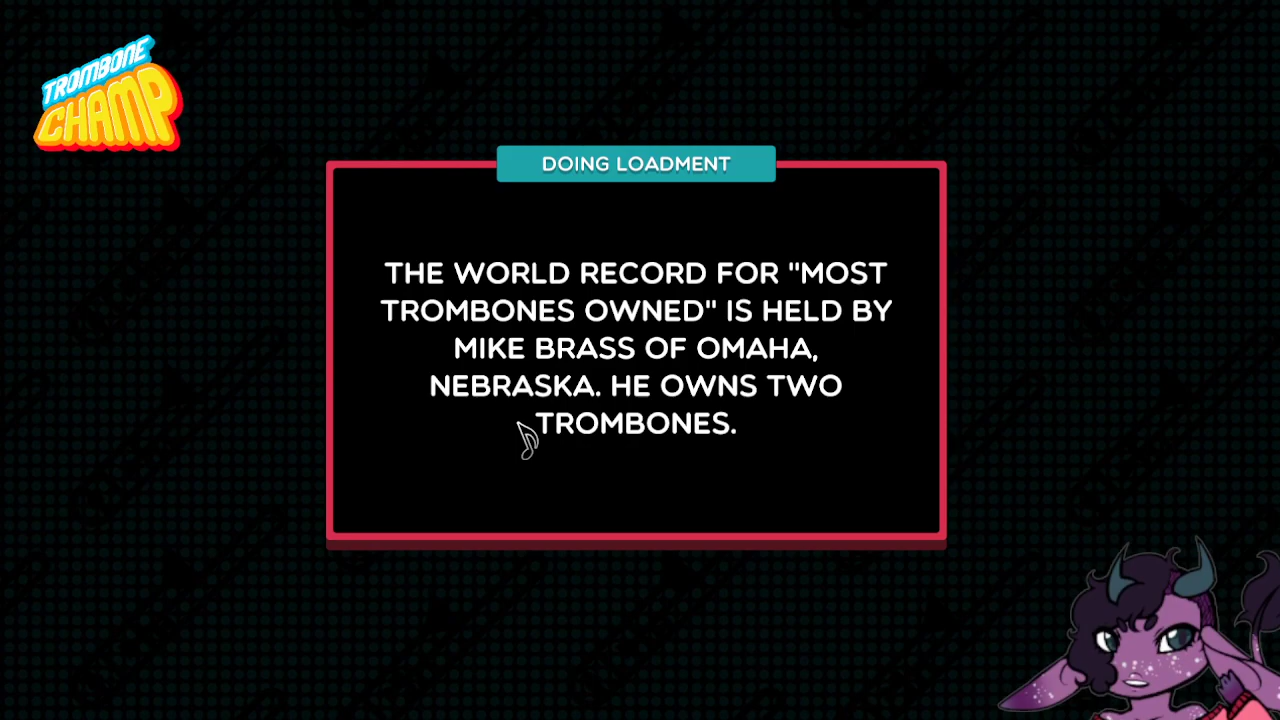 TROMBONE
CHAMP
DOING LOADMENT
THE WORLD RECORD FOR "MOST
TROMBONES OWNED" IS HELD BY
MIKE BRASS OF OMAHA,
NEBRASKA. HE OWNS TWO
TROMBONES.